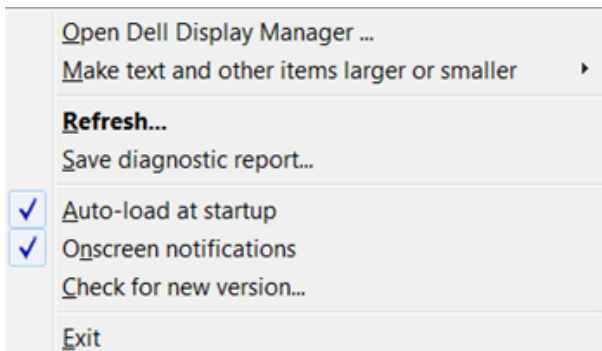 Open Dell Display Manager ...
Make text and other items larger or smaller
Refresh...
Save diagnostic report...
Auto-load at startup
Onscreen notifications
Check for new version...
Exit